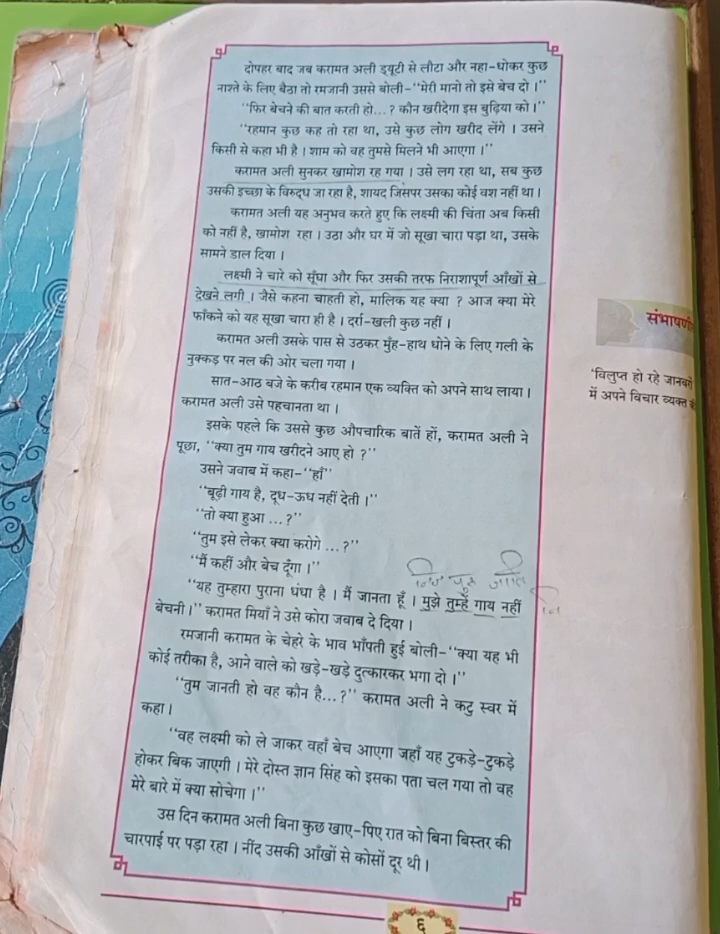 दोपहर बाद जब करामत अली ड्यूटी से लौटा और नहा-धोकर कुछ
नाश्ते के लिए बैठा तो रमजानी उससे बोली-‘‘मेरी मानो तो इसे बेच दो ।’’
‘‘फिर बेचने की बात करती हो...? कौन खरीदेगा इस बुढ़िया को ।’’
‘‘रहमान कुछ कह तो रहा था, उसे कुछ लोग खरीद लेंगे । उसने
किसी से कहा भी है । शाम को वह तुमसे मिलने भी आएगा ।’’
करामत अली सुनकर खामोश रह गया । उसे लग रहा था, सब कुछ
उसकी इच्छा के विरुद्ध जा रहा है, शायद जिसपर उसका कोई वश नहीं था ।
करामत अली यह अनुभव करते हुए कि लक्ष्मी की चिंता अब किसी
को नहीं है, खामोश रहा । उठा और घर में जो सूखा चारा पड़ा था, उसके
सामने डाल दिया ।
लक्ष्मी ने चारे को सूँघा और फिर उसकी तरफ निराशापूर्ण आँखों से
देखने लगी । जैसे कहना चाहती हो, मालिक यह क्या ? आज क्या मेरे
फाँकने को यह सूखा चारा ही है । दर्रा-खली कुछ नहीं ।
करामत अली उसके पास से उठकर मुँह-हाथ धोने के लिए गली के
नुक्कड़ पर नल की ओर चला गया ।
सात-आठ बजे के करीब रहमान एक व्यक्ति को अपने साथ लाया ।
करामत अली उसे पहचानता था ।
इसके पहले कि उससे कुछ औपचारिक बातें हों, करामत अली ने
पूछा, ‘‘क्या तुम गाय खरीदने आए हो ?’’
उसने जवाब में कहा-‘‘हाँ’’
‘‘बूढ़ी गाय है, दूध-ऊध नहीं देती ।’’
‘‘तो क्या हुआ ...?’’
‘‘तुम इसे लेकर क्या करोगे ...?’’
‘‘मैं कहीं और बेच दूँगा ।’’
‘‘यह तुम्हारा पुराना धंधा है । मैं जानता हूँ । मुझे तुम्हें गाय नहीं
बेचनी ।’’ करामत मियाँ ने उसे कोरा जवाब दे दिया ।
रमजानी करामत के चेहरे के भाव भाँपती हुई बोली-‘‘क्या यह भी
कोई तरीका है, आने वाले को खड़े-खड़े दुत्कारकर भगा दो ।’’
‘‘तुम जानती हो वह कौन है...?’’ करामत अली ने कटु स्वर में
कहा ।
‘‘वह लक्ष्मी को ले जाकर वहाँ बेच आएगा जहाँ यह टुकड़े-टुकड़े
होकर बिक जाएगी । मेरे दोस्त ज्ञान सिंह को इसका पता चल गया तो वह
मेरे बारे में क्या सोचेगा ।’’
उस दिन करामत अली बिना कुछ खाए-पिए रात को बिना बिस्तर की
चारपाई पर पड़ा रहा । नींद उसकी आँखों से कोसों दूर थी ।
६
संभाषणी
‘विलुप्त हो रहे जानवरों
में अपने विचार व्यक्त